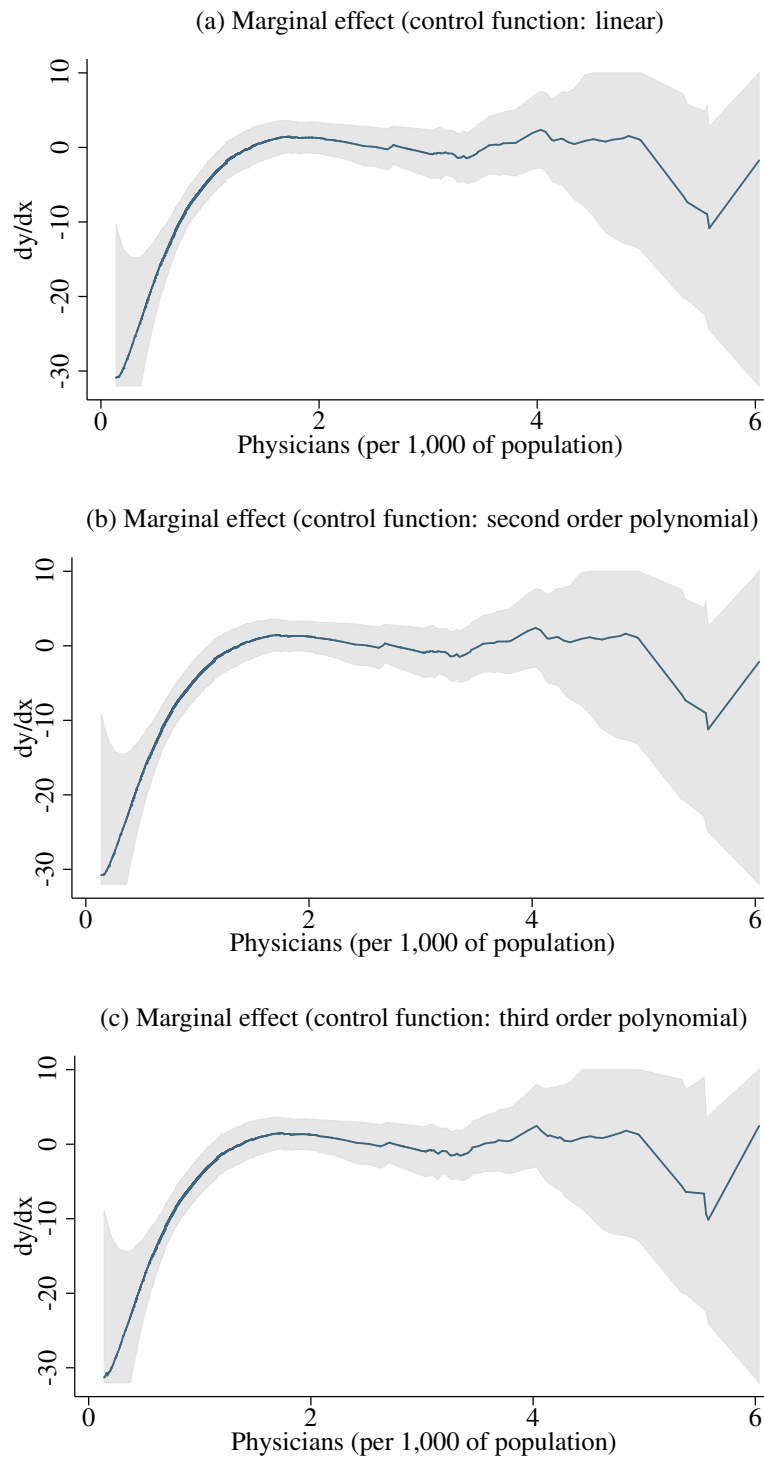 (a) Marginal effect (control function: linear)
10
0
-10
-20
-30
dy/dx
0 2 4 6
Physicians (per 1,000 of population)
(b) Marginal effect (control function: second order polynomial)
10
0
-10
-20
-30
dy/dx
0 2 4 6
Physicians (per 1,000 of population)
(c) Marginal effect (control function: third order polynomial)
10
0
-10
-20
-30
dy/dx
0 2 4 6
Physicians (per 1,000 of population)